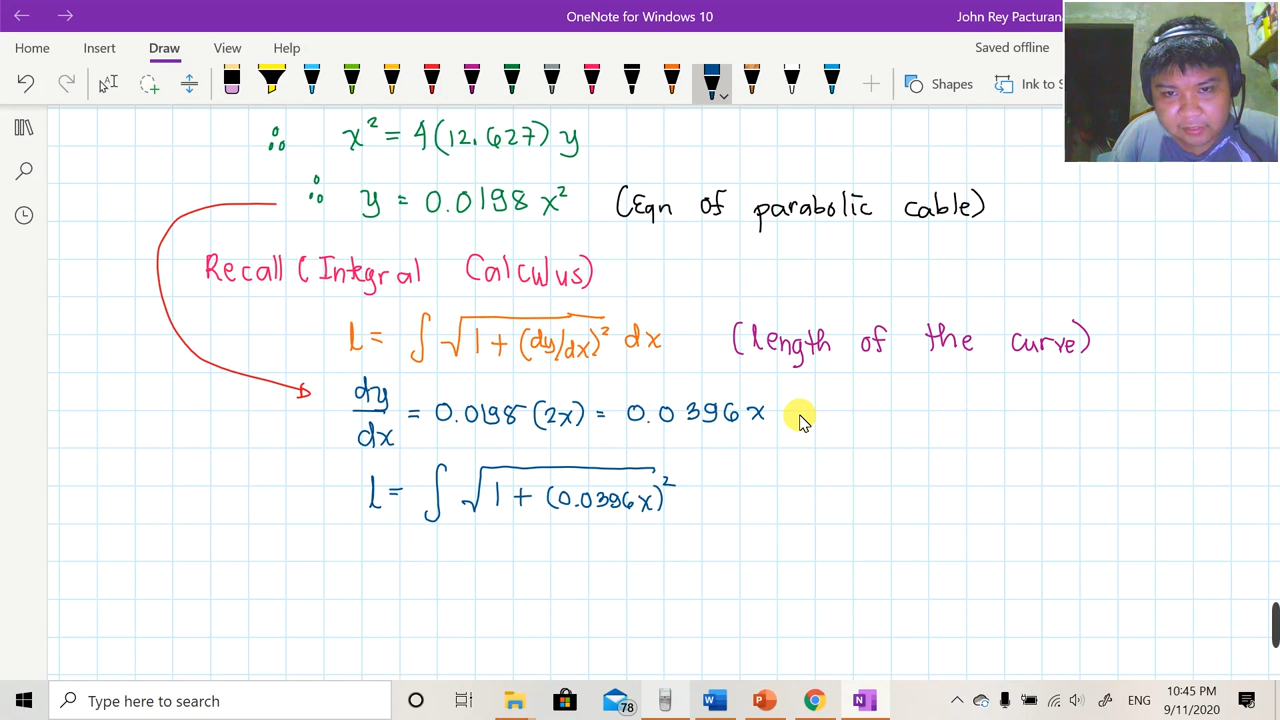 OneNote for Windows 10
John Rey Pacturan
Home Insert Draw View Help
Saved offline
Shapes
Ink to S
∴ x² = 4(12.627) y
∴ y = 0.0198 x² (Eqn of parabolic cable)
Recall (Integral Calculus)
L = ∫ √1 + (dy/dx)² dx (length of the curve)
dy/dx = 0.0198 (2x) = 0.0396 x
L = ∫ √1 + (0.0396x)²
Type here to search
78
ENG
10:45 PM
9/11/2020